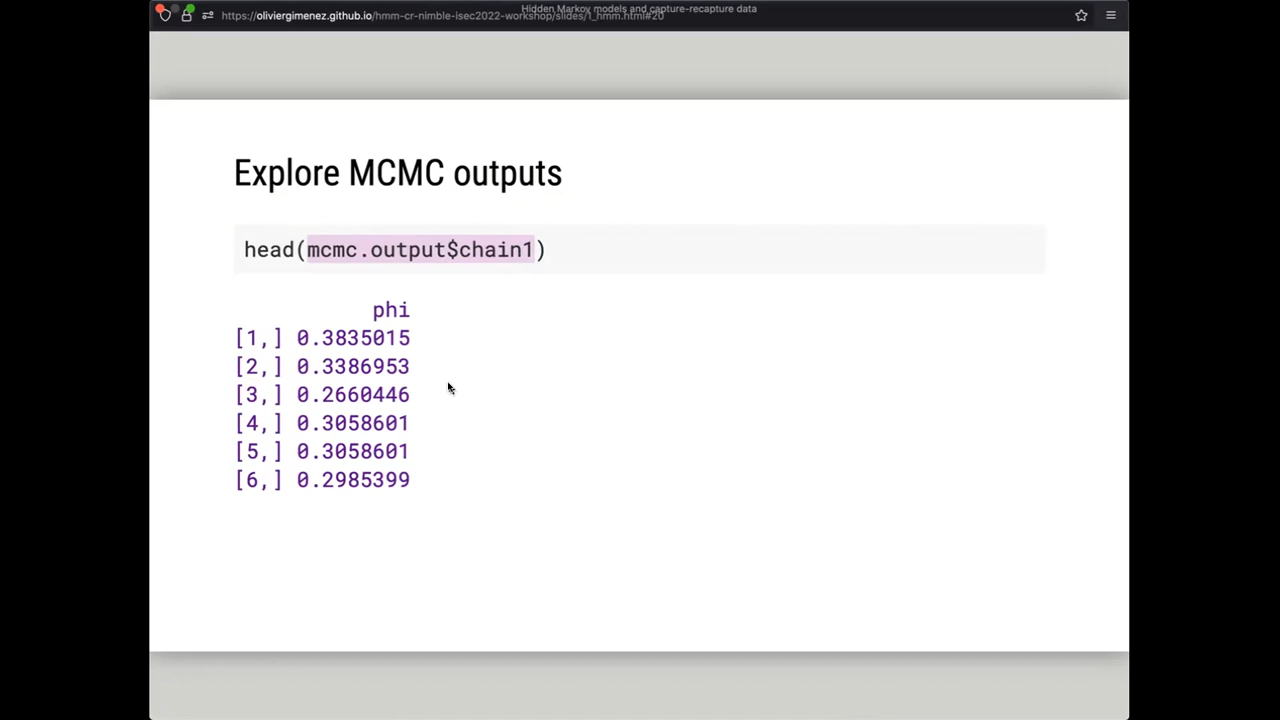 Hidden Markov models and capture-recapture data
https://oliviergimenez.github.io/hmm-cr-nimble-isec2022-workshop/slides/1_hmm.html#20
Explore MCMC outputs
head(mcmc.output$chain1)
phi
[1,] 0.3835015
[2,] 0.3386953
[3,] 0.2660446
[4,] 0.3058601
[5,] 0.3058601
[6,] 0.2985399